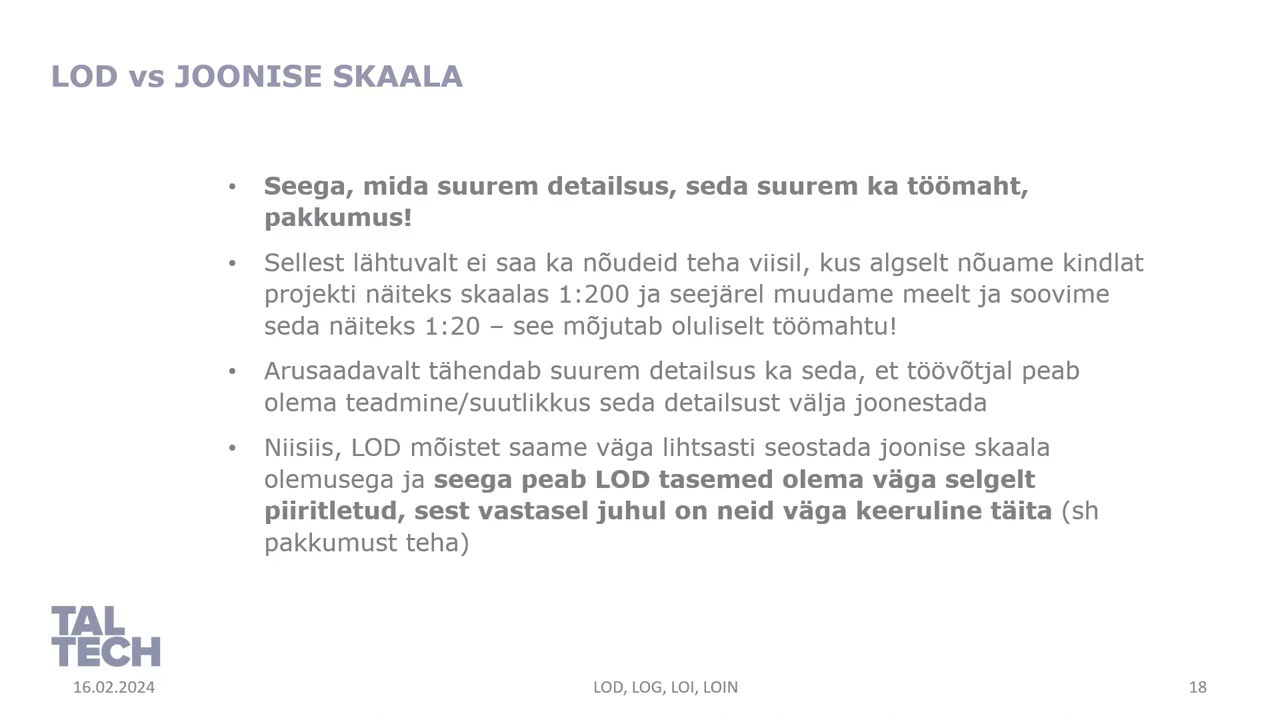 LOD vs JOONISE SKAALA
• Seega, mida suurem detailsus, seda suurem ka töömaht,
pakkumus!
• Sellest lähtuvalt ei saa ka nõudeid teha viisil, kus algselt nõuame kindlat
projekti näiteks skaalas 1:200 ja seejärel muudame meelt ja soovime
seda näiteks 1:20 – see mõjutab oluliselt töömahtu!
• Arusaadavalt tähendab suurem detailsus ka seda, et töövõtjal peab
olema teadmine/suutlikkus seda detailsust välja joonestada
• Niisiis, LOD mõistet saame väga lihtsasti seostada joonise skaala
olemusega ja seega peab LOD tasemed olema väga selgelt
piiritletud, sest vastasel juhul on neid väga keeruline täita (sh
pakkumust teha)
TAL
TECH
16.02.2024
LOD, LOG, LOI, LOIN
18